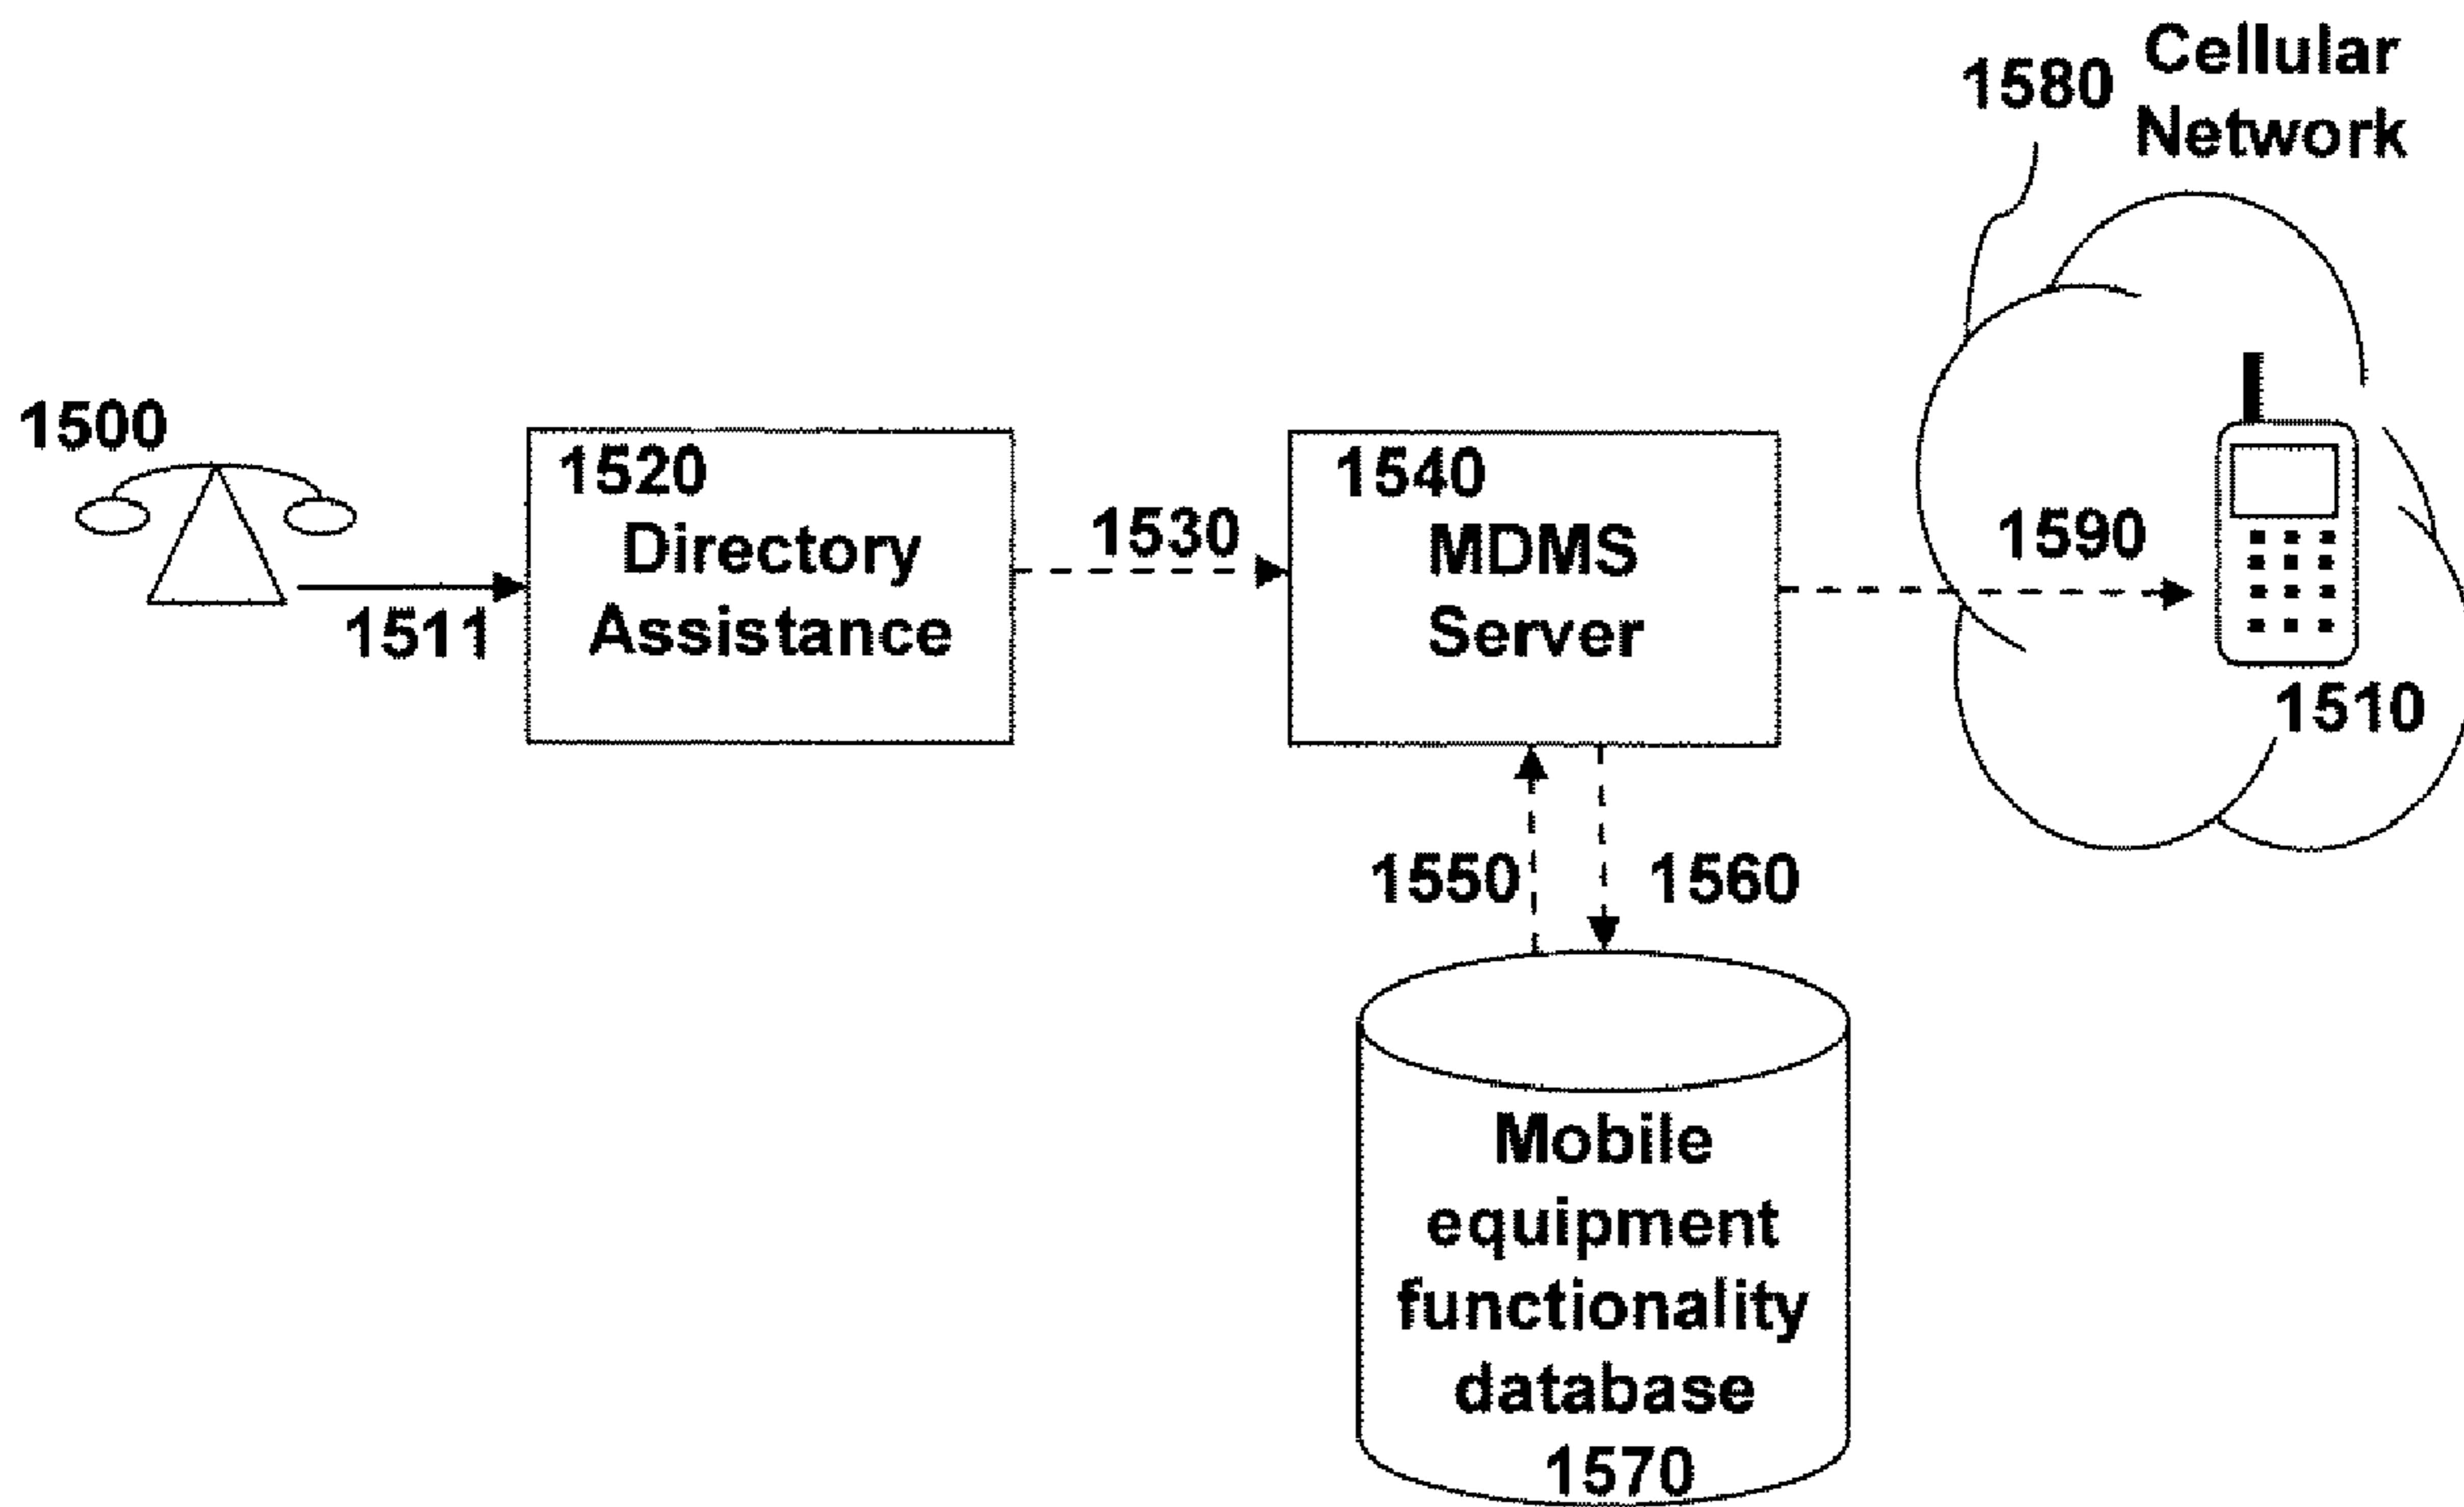 1580
Cellular
Network
1500
1511
1520
Directory
Assistance
1530
1540
MDMS
Server
1590
1510
1550
1560
Mobile
equipment
functionality
database
1570